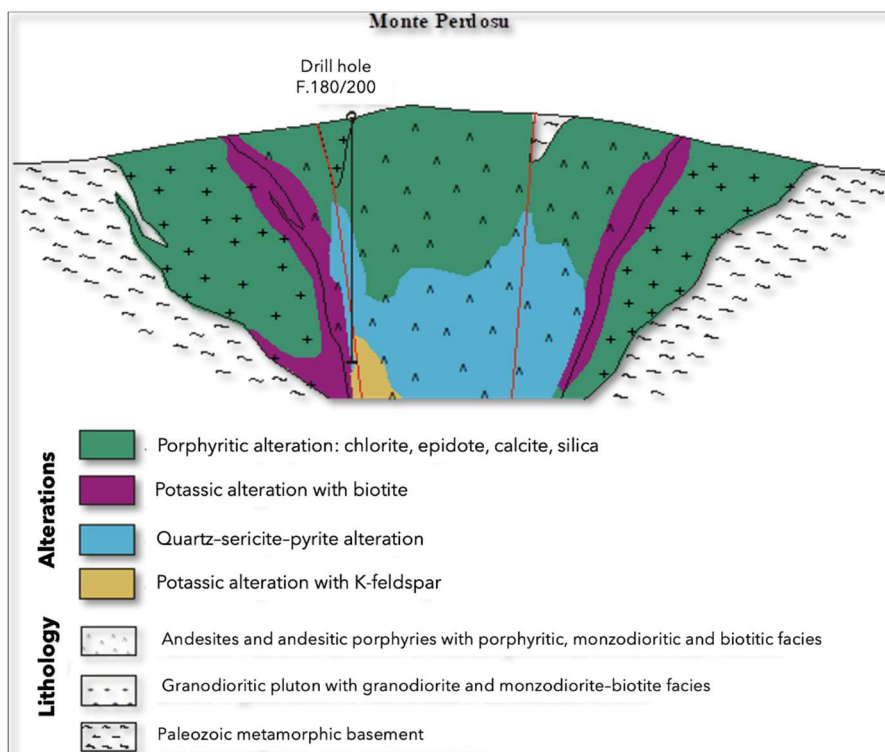 Monte Perdosu
Drill hole
F.180/200
Alterations
Porphyritic alteration: chlorite, epidote, calcite, silica
Potassic alteration with biotite
Quartz–sericite–pyrite alteration
Potassic alteration with K-feldspar
Lithology
Andesites and andesitic porphyries with porphyritic, monzodioritic and biotitic facies
Granodioritic pluton with granodiorite and monzodiorite–biotite facies
Paleozoic metamorphic basement